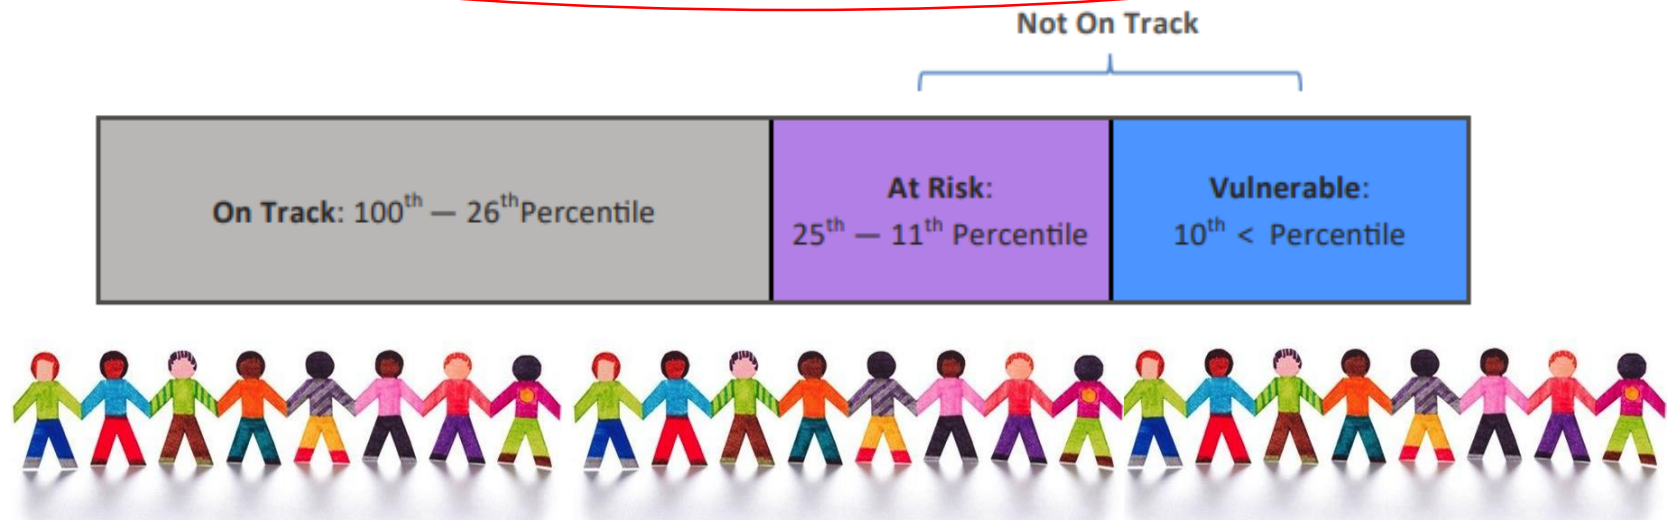 Not On Track
On Track: 100th — 26thPercentile
At Risk:
25th — 11th Percentile
Vulnerable:
10th < Percentile